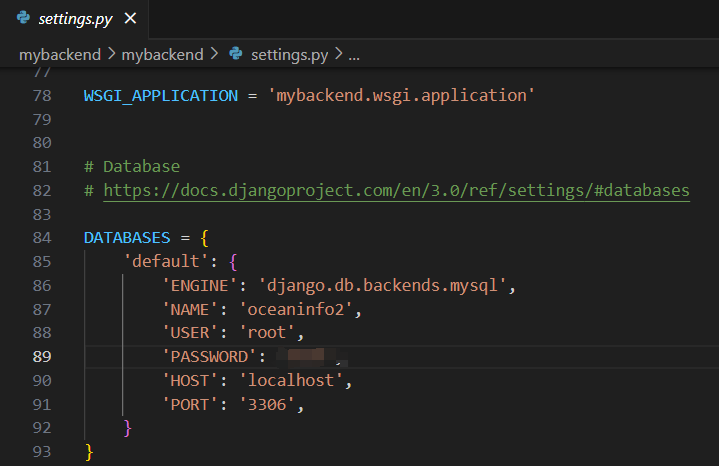 settings.py
mybackend > mybackend > settings.py > ...
77
78 WSGI_APPLICATION = 'mybackend.wsgi.application'
79
80
81 # Database
82 # https://docs.djangoproject.com/en/3.0/ref/settings/#databases
83
84 DATABASES = {
85     'default': {
86         'ENGINE': 'django.db.backends.mysql',
87         'NAME': 'oceaninfo2',
88         'USER': 'root',
89         'PASSWORD': ,
90         'HOST': 'localhost',
91         'PORT': '3306',
92     }
93 }